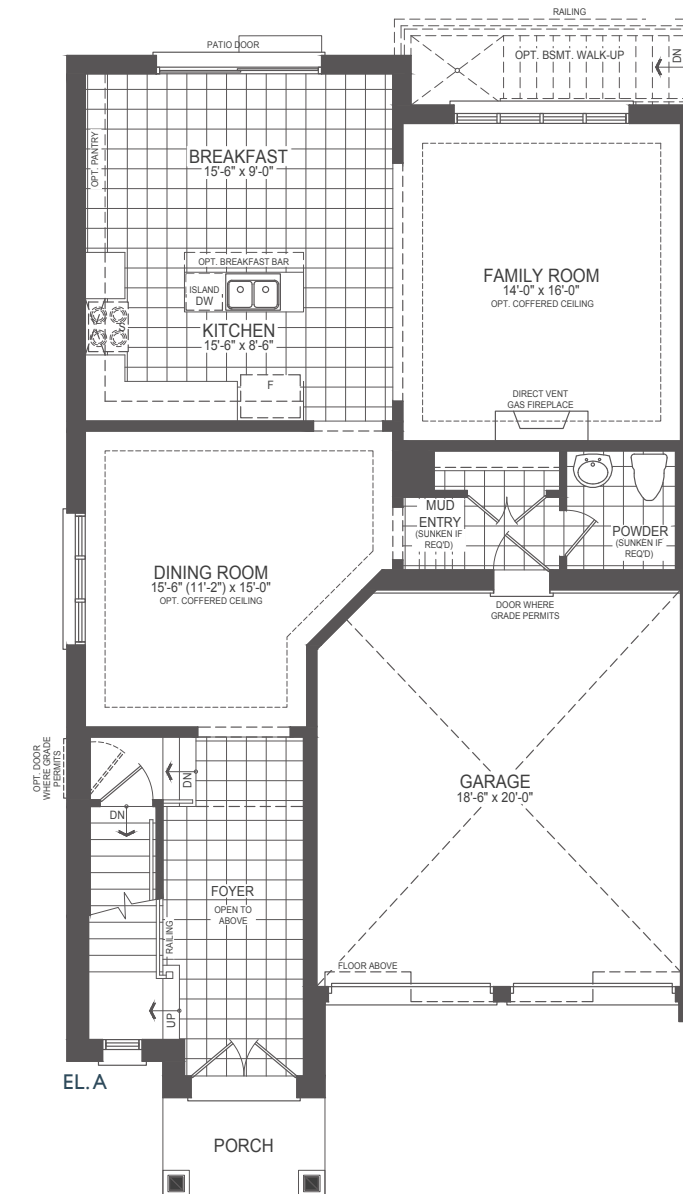 RAILING
PATIO DOOR
OPT. BSMT. WALK-UP
DN
OPT. PANTRY
BREAKFAST
15'-6" x 9'-0"
OPT. BREAKFAST BAR
ISLAND
DW
KITCHEN
15'-6" x 8'-6"
S
F
FAMILY ROOM
14'-0" x 16'-0"
OPT. COFFERED CEILING
DIRECT VENT
GAS FIREPLACE
MUD
ENTRY
(SUNKEN IF
REQ'D)
POWDER
(SUNKEN IF
REQ'D)
DINING ROOM
15'-6" (11'-2") x 15'-0"
OPT. COFFERED CEILING
DOOR WHERE
GRADE PERMITS
OPT. DOOR
WHERE GRADE
PERMITS
DN
DN
GARAGE
18'-6" x 20'-0"
FOYER
OPEN TO
ABOVE
RAILING
FLOOR ABOVE
UP
EL. A
PORCH